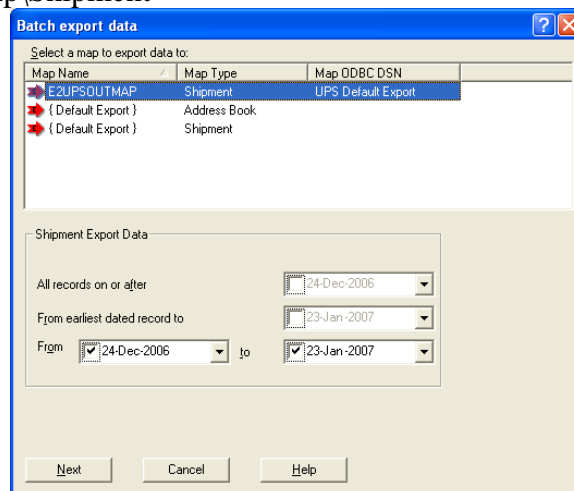 p\Shipment
Batch export data
Select a map to export data to:
Map Name Map Type Map ODBC DSN
E2UPSOUTMAP Shipment UPS Default Export
{ Default Export } Address Book
{ Default Export } Shipment
Shipment Export Data
All records on or after 24-Dec-2006
From earliest dated record to 23-Jan-2007
From 24-Dec-2006 to 23-Jan-2007
Next Cancel Help